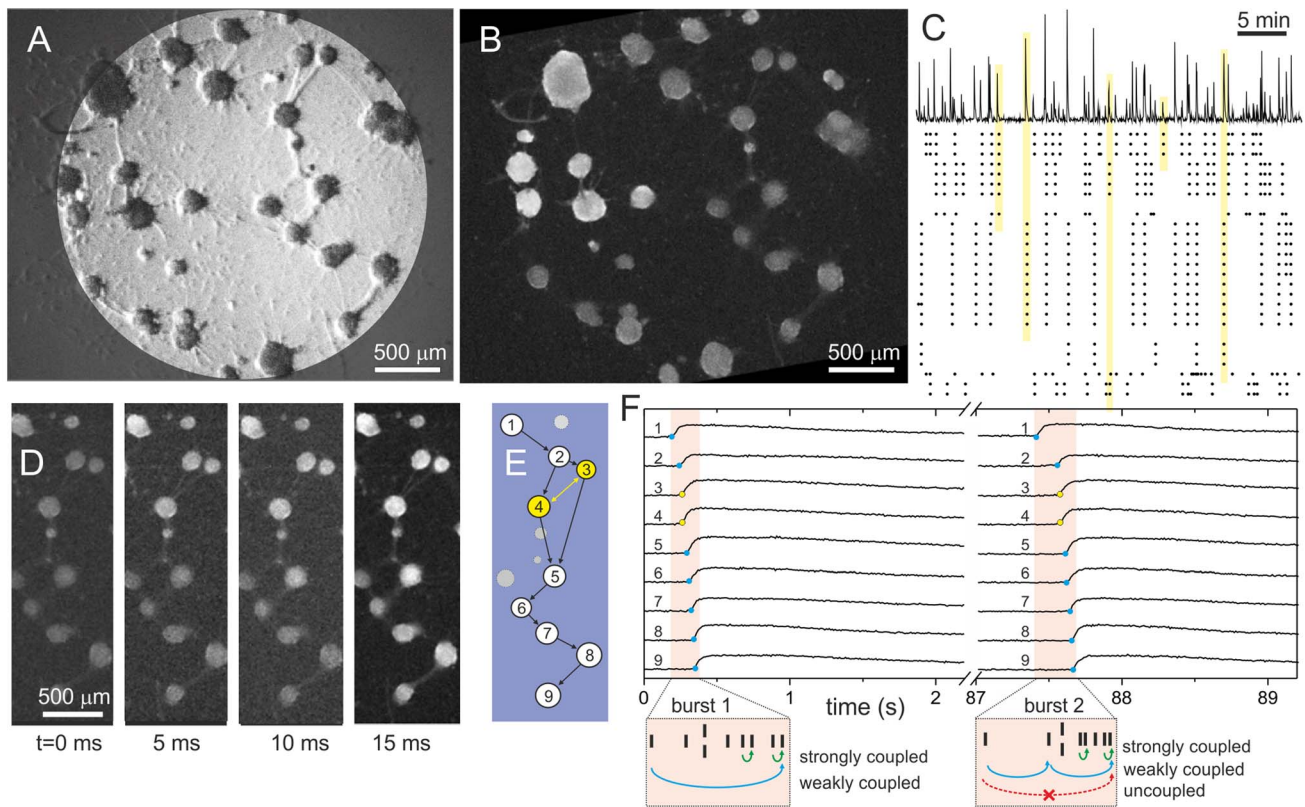 A
500 μm
B
500 μm
C
5 min
D
500 μm
t=0 ms
5 ms
10 ms
15 ms
E
1
2
3
4
5
6
7
8
9
F
1
2
3
4
5
6
7
8
9
1
2
3
4
5
6
7
8
9
0 1 time (s) 2 87 88 89
burst 1
strongly coupled
weakly coupled
burst 2
strongly coupled
weakly coupled
uncoupled